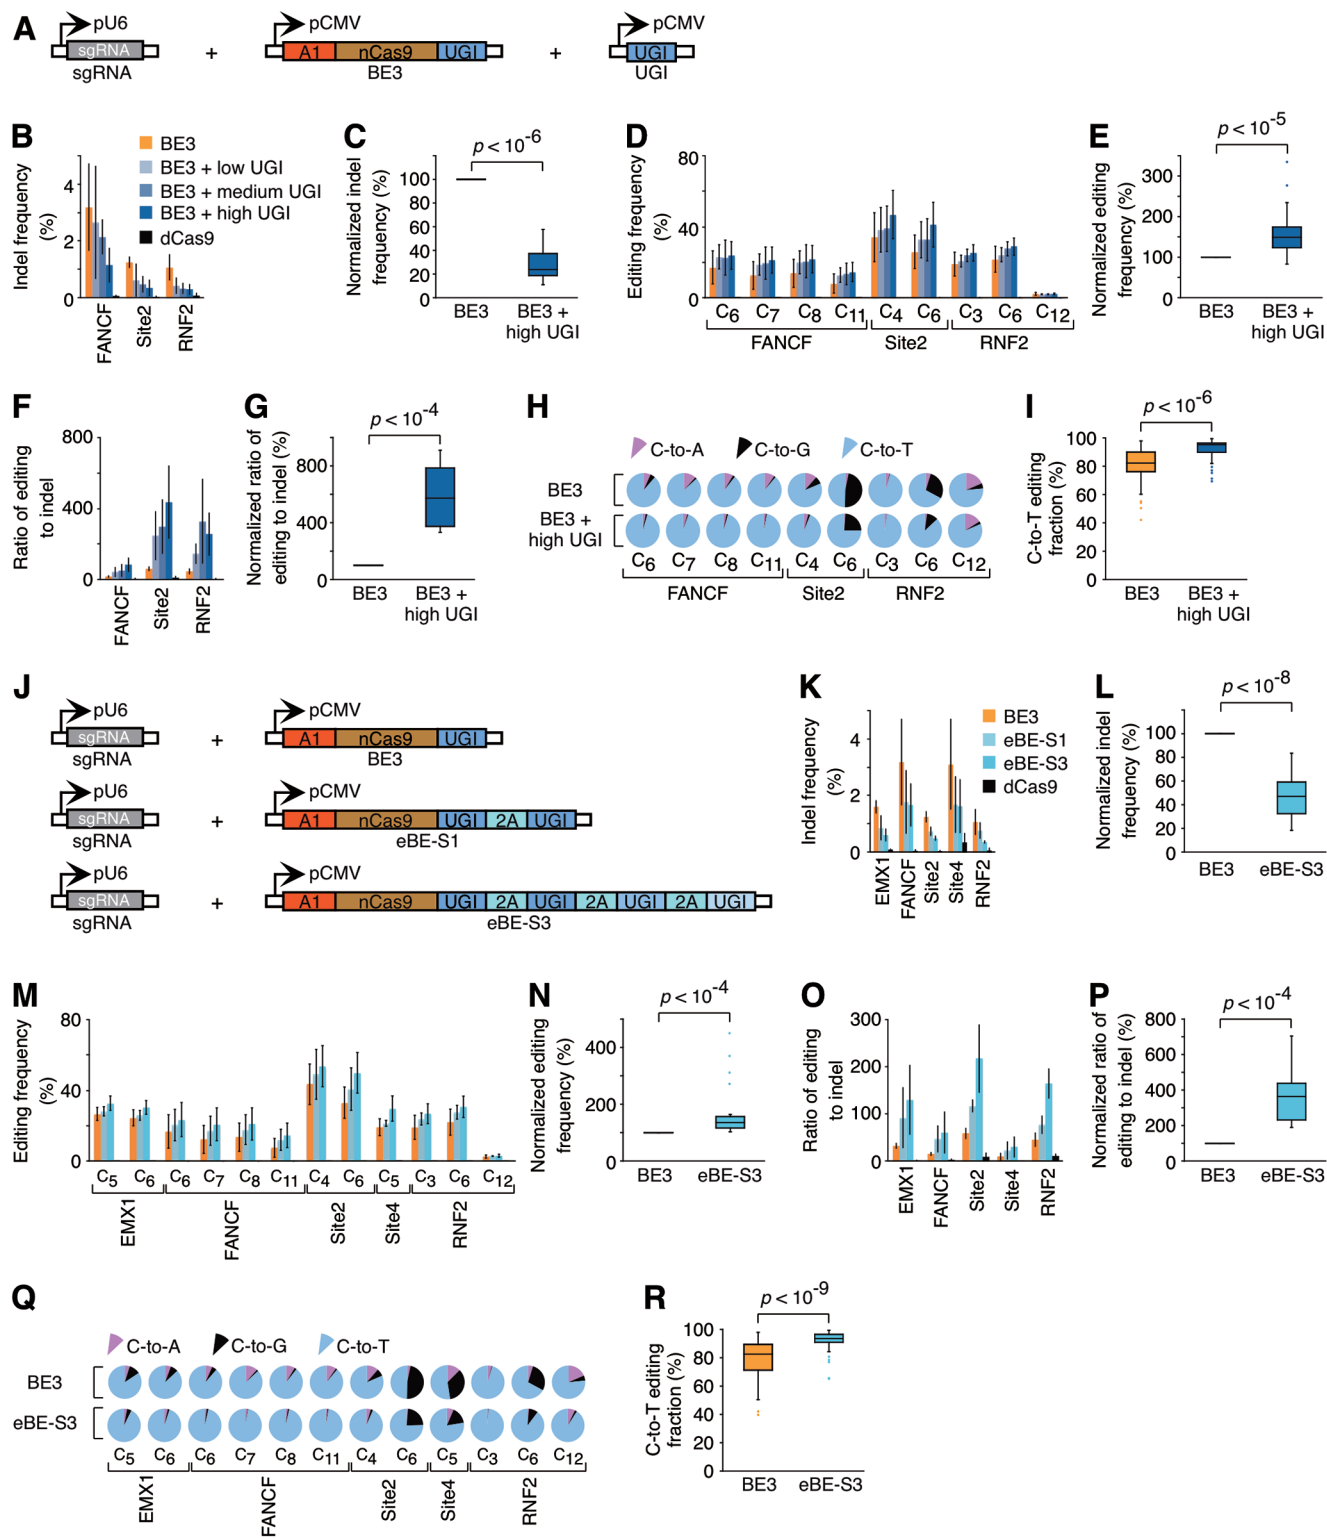 A
pU6
sgRNA
sgRNA
+
pCMV
A1 nCas9 UGI
BE3
+
pCMV
UGI
UGI
B
BE3
BE3 + low UGI
BE3 + medium UGI
BE3 + high UGI
dCas9
Indel frequency
(%)
4
2
0
FANCF
Site2
RNF2
C
p < 10-6
Normalized indel
frequency (%)
100
80
60
40
20
0
BE3
BE3 +
high UGI
D
Editing frequency
(%)
80
40
0
C6 C7 C8 C11 C4 C6 C3 C6 C12
FANCF Site2 RNF2
E
p < 10-5
Normalized editing
frequency (%)
300
200
100
0
BE3
BE3 +
high UGI
F
Ratio of editing
to indel
800
400
0
FANCF
Site2
RNF2
G
p < 10-4
Normalized ratio of
editing to indel (%)
800
400
0
BE3
BE3 +
high UGI
H
C-to-A C-to-G C-to-T
BE3
BE3 +
high UGI
C6 C7 C8 C11 C4 C6 C3 C6 C12
FANCF Site2 RNF2
I
p < 10-6
C-to-T editing
fraction (%)
100
80
60
40
20
0
BE3
BE3 +
high UGI
J
pU6
sgRNA
sgRNA
+
pCMV
A1 nCas9 UGI
BE3
pU6
sgRNA
sgRNA
+
pCMV
A1 nCas9 UGI 2A UGI
eBE-S1
pU6
sgRNA
sgRNA
+
pCMV
A1 nCas9 UGI 2A UGI 2A UGI 2A UGI
eBE-S3
K
BE3
eBE-S1
eBE-S3
dCas9
Indel frequency
(%)
4
2
0
EMX1
FANCF
Site2
Site4
RNF2
L
p < 10-8
Normalized indel
frequency (%)
100
80
60
40
20
0
BE3 eBE-S3
M
Editing frequency
(%)
80
40
0
C5 C6 C6 C7 C8 C11 C4 C6 C5 C3 C6 C12
EMX1
FANCF
Site2
Site4
RNF2
N
p < 10-4
Normalized editing
frequency (%)
400
200
0
BE3 eBE-S3
O
Ratio of editing
to indel
300
200
100
0
EMX1
FANCF
Site2
Site4
RNF2
P
p < 10-4
Normalized ratio of
editing to indel (%)
800
600
400
200
0
BE3 eBE-S3
Q
C-to-A C-to-G C-to-T
BE3
eBE-S3
C5 C6 C6 C7 C8 C11 C4 C6 C5 C3 C6 C12
EMX1
FANCF
Site2
Site4
RNF2
R
p < 10-9
C-to-T editing
fraction (%)
100
80
60
40
20
0
BE3 eBE-S3